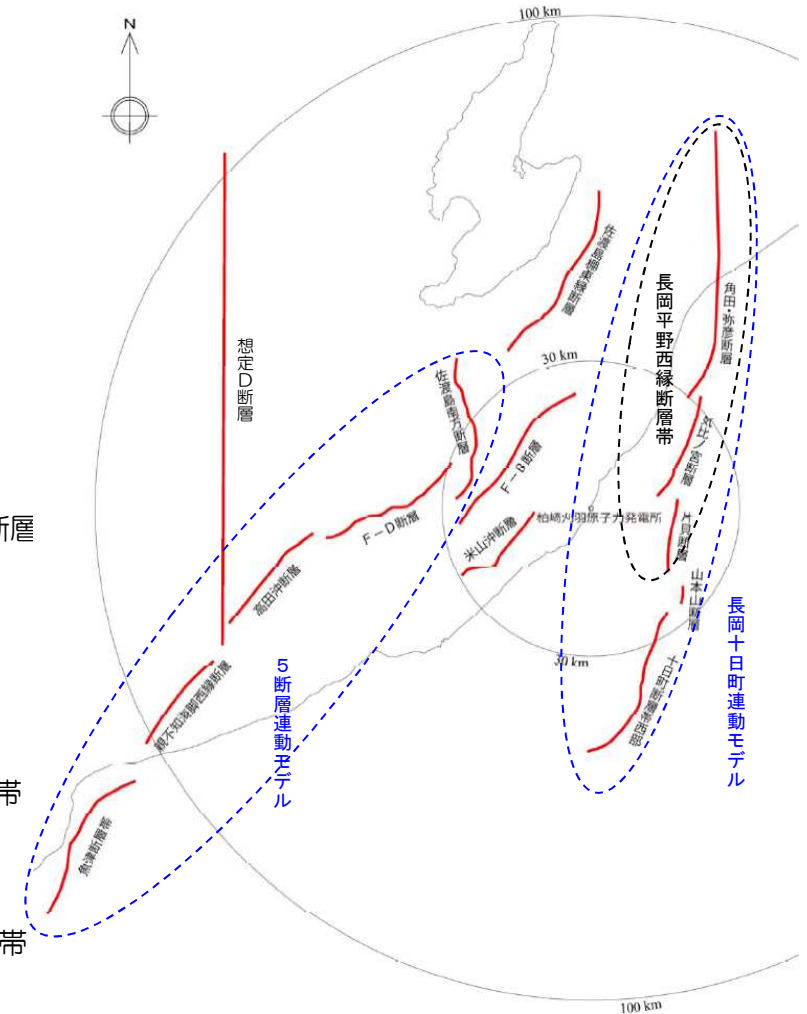 100 km
N
佐渡島棚東縁断層
角田・弥彦断層
長岡平野西縁断層帯
想定D断層
30 km
佐渡島南方断層
気比ノ宮断層
F－B断層
断層
柏崎刈羽原子力発電所
F－D断層
米山沖断層
片貝断層
高田沖断層
山本山断層
長岡十日町連動モデル
30 km
5断層連動モデル
十日町断層帯西部
親不知海脚西縁断層
帯
魚津断層帯
帯
100 km